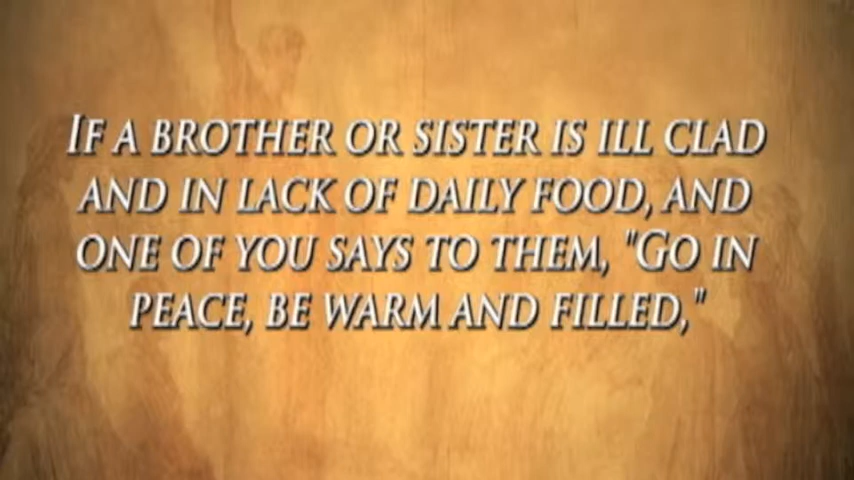 IF A BROTHER OR SISTER IS ILL CLAD
AND IN LACK OF DAILY FOOD, AND
ONE OF YOU SAYS TO THEM, "GO IN
PEACE, BE WARM AND FILLED,"